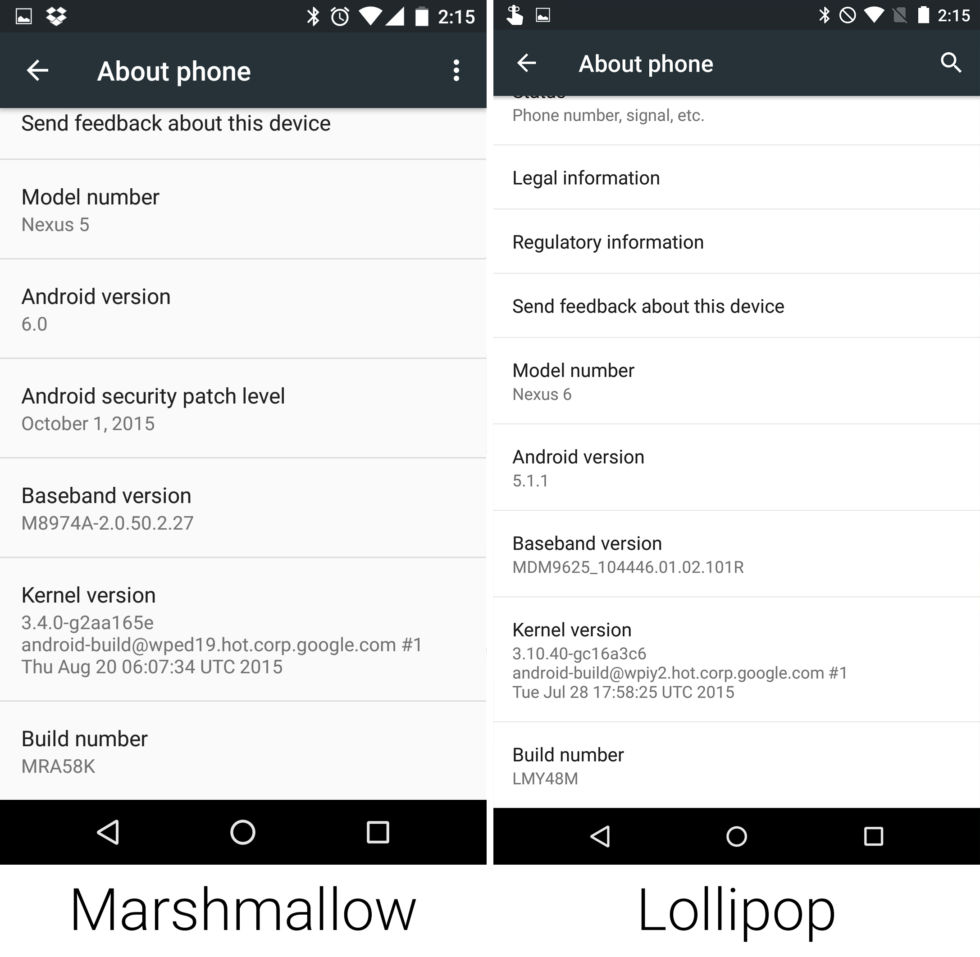 2:15
About phone
Send feedback about this device
Model number
Nexus 5
Android version
6.0
Android security patch level
October 1, 2015
Baseband version
M8974A-2.0.50.2.27
Kernel version
3.4.0-g2aa165e
android-build@wped19.hot.corp.google.com #1
Thu Aug 20 06:07:34 UTC 2015
Build number
MRA58K
Marshmallow
2:15
About phone
Status
Phone number, signal, etc.
Legal information
Regulatory information
Send feedback about this device
Model number
Nexus 6
Android version
5.1.1
Baseband version
MDM9625_104446.01.02.101R
Kernel version
3.10.40-gc16a3c6
android-build@wpiy2.hot.corp.google.com #1
Tue Jul 28 17:58:25 UTC 2015
Build number
LMY48M
Lollipop